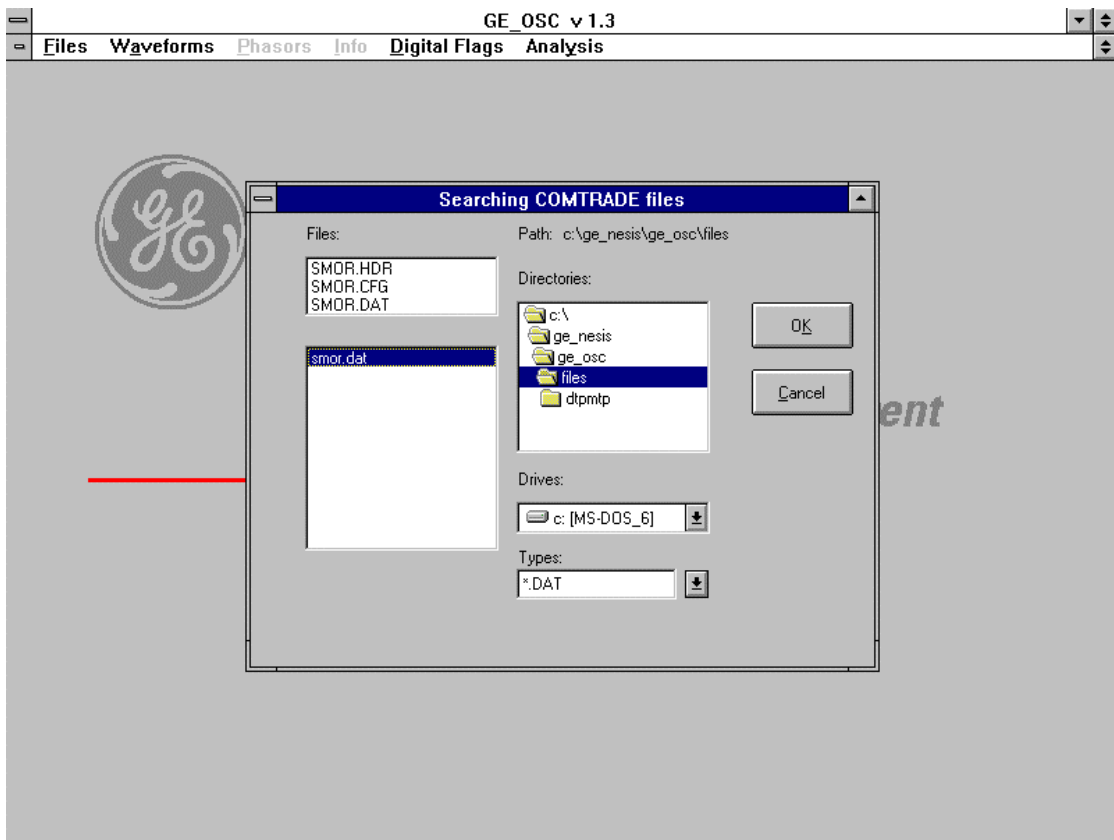 GE_OSC v 1.3
Files Waveforms Phasors Info Digital Flags Analysis
GE
Searching COMTRADE files
Files:
SMOR.HDR
SMOR.CFG
SMOR.DAT
smor.dat
Path: c:\ge_nesis\ge_osc\files
Directories:
c:\
ge_nesis
ge_osc
files
dtpmtp
Drives:
c: [MS-DOS_6]
Types:
*.DAT
OK
Cancel
ent